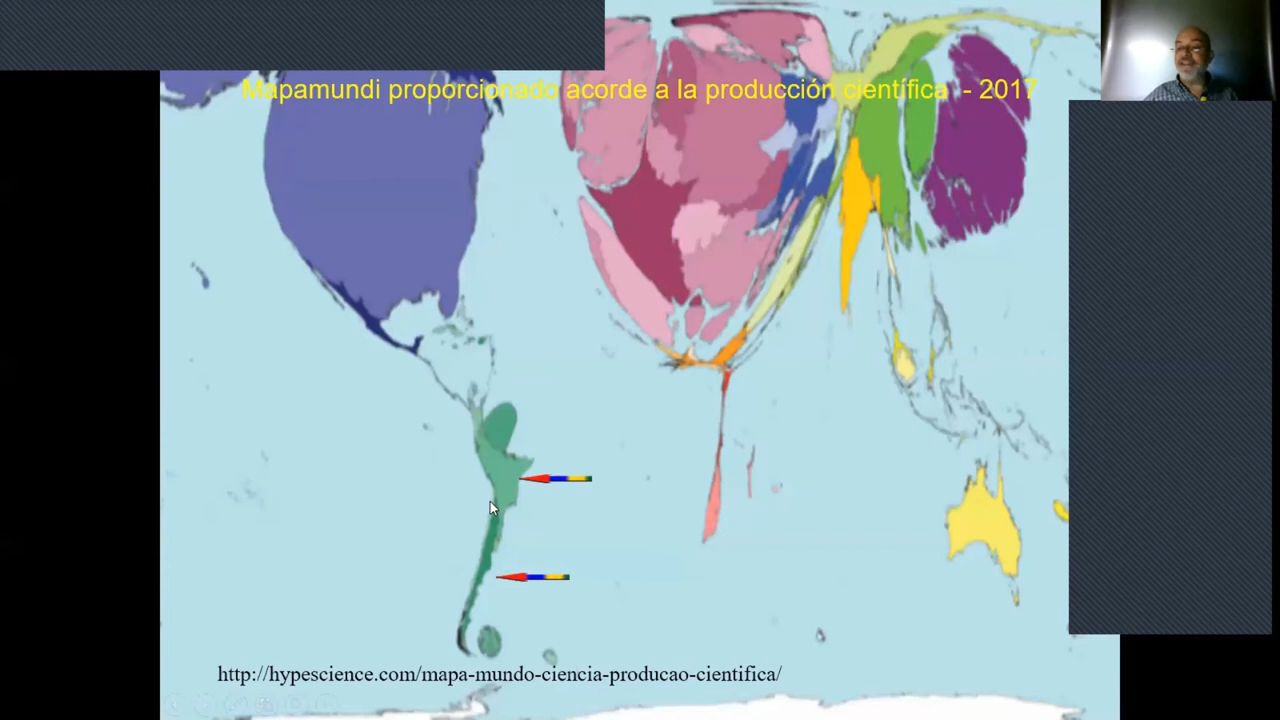 Mapamundi proporcionado acorde a la producción científica - 2017
http://hypescience.com/mapa-mundo-ciencia-producao-cientifica/